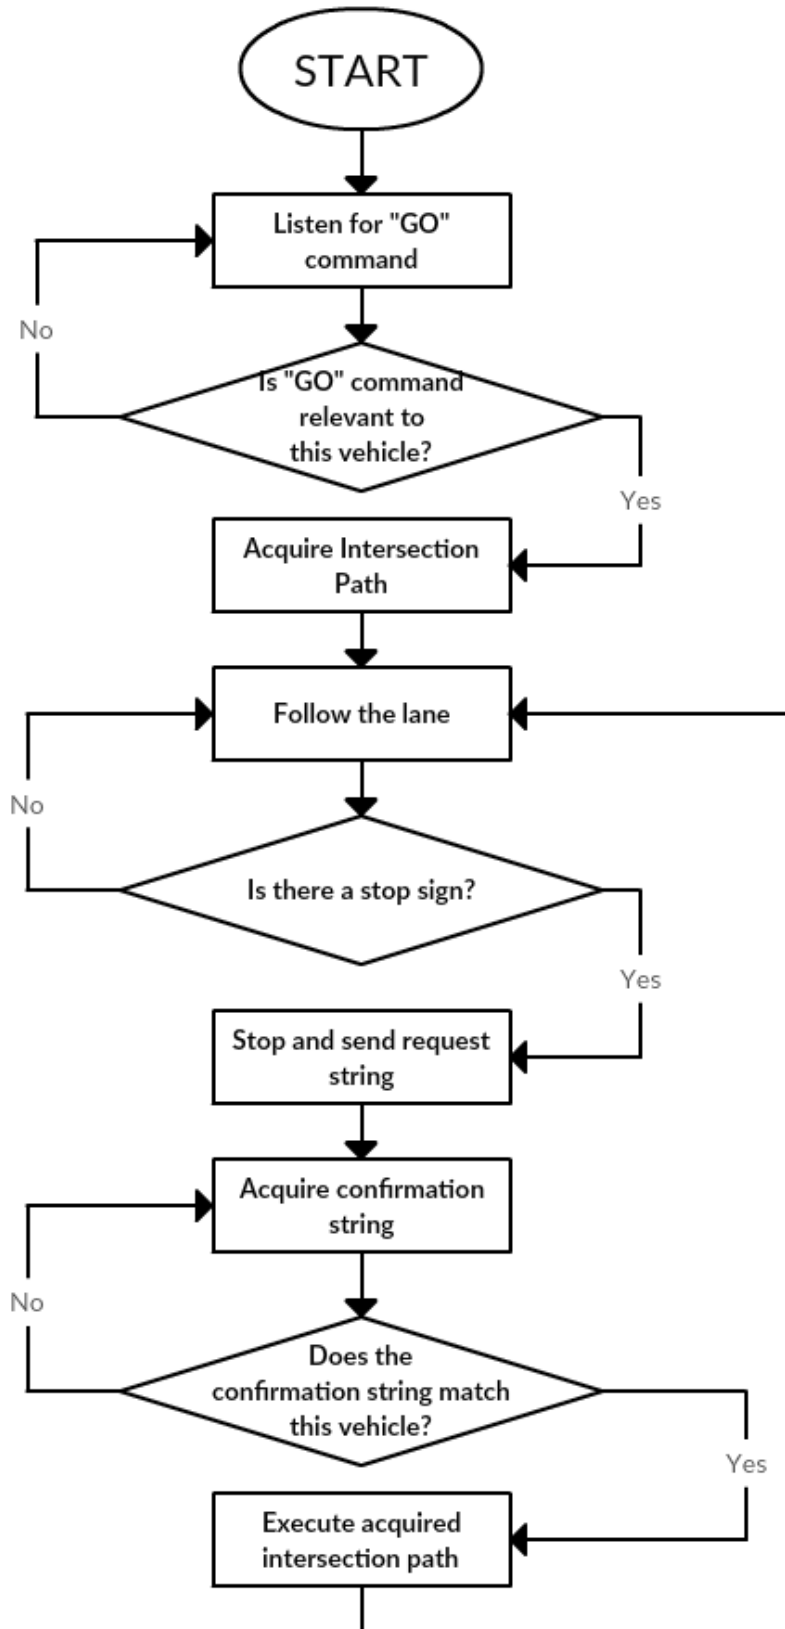 START
Listen for "GO"
command
No
Is "GO" command
relevant to
this vehicle?
Yes
Acquire Intersection
Path
Follow the lane
No
Is there a stop sign?
Yes
Stop and send request
string
Acquire confirmation
string
No
Does the
confirmation string match
this vehicle?
Yes
Execute acquired
intersection path